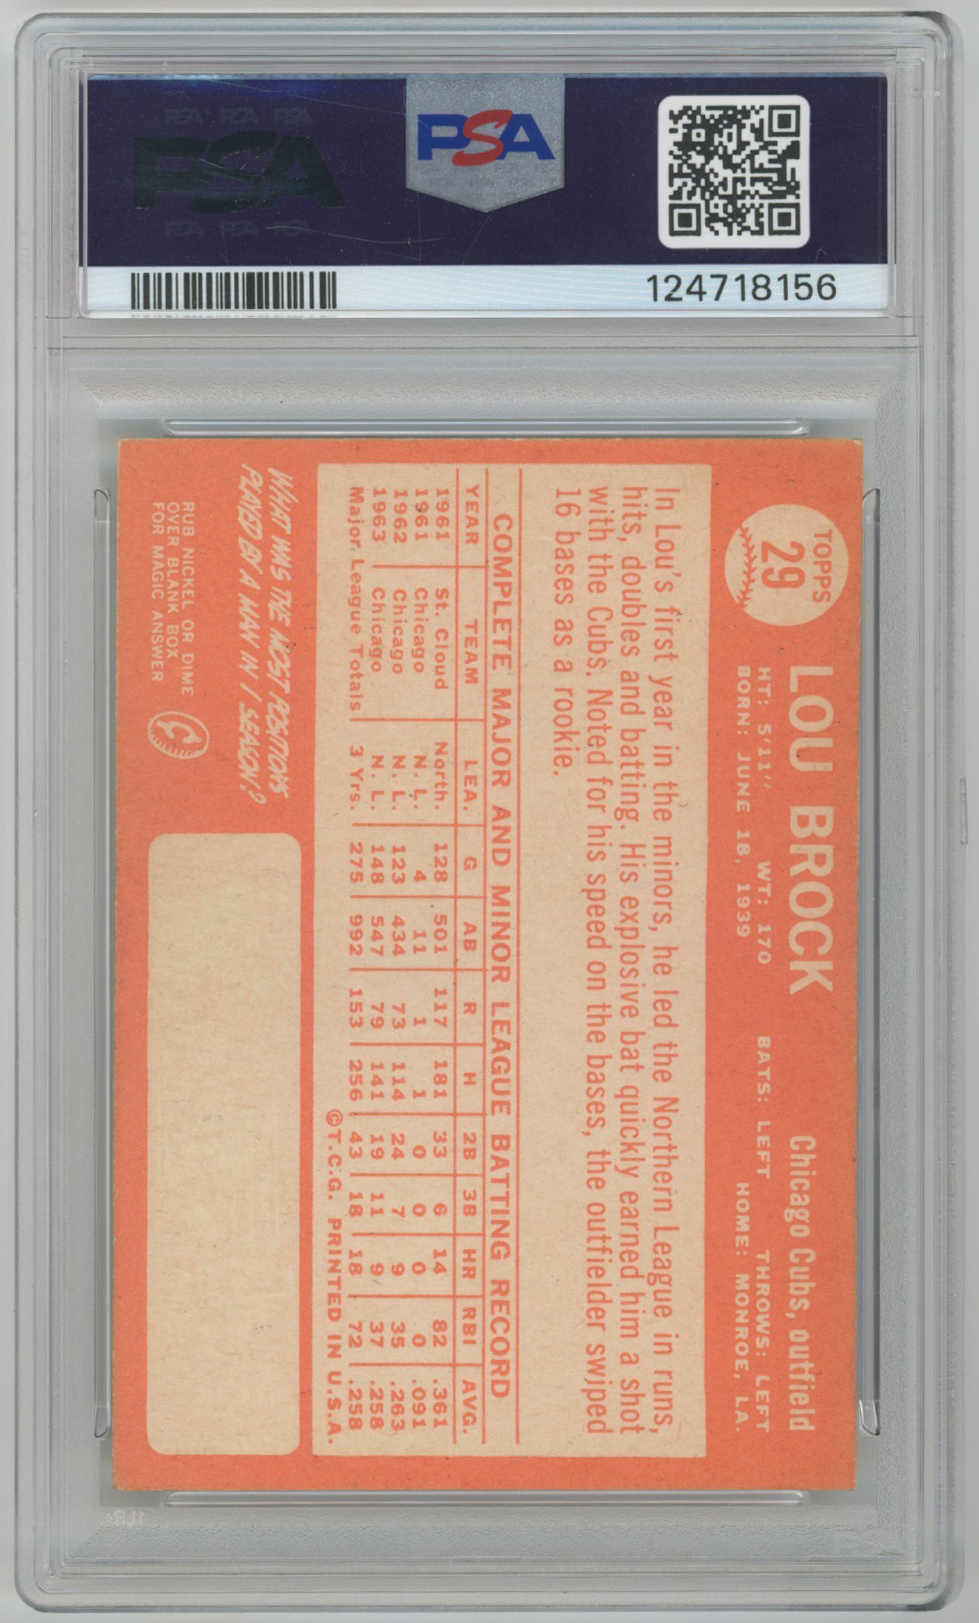 PSA PSA PSA
PSA
PSA PSA PSA
PSA
124718156
TOPPS
29
LOU BROCK
Chicago Cubs, outfield
HT: 5'11" WT: 170 BATS: LEFT THROWS: LEFT
BORN: JUNE 18, 1939 HOME: MONROE, LA.
In Lou's first year in the minors, he led the Northern League in runs,
hits, doubles and batting. His explosive bat quickly earned him a shot
with the Cubs. Noted for his speed on the bases, the outfielder swiped
16 bases as a rookie.
COMPLETE MAJOR AND MINOR LEAGUE BATTING RECORD
YEAR TEAM LEA. G AB R H 2B 3B HR RBI AVG.
1961 St. Cloud North. 128 501 117 181 33 6 14 82 .361
1961 Chicago N. L. 4 11 1 1 0 0 0 0 .091
1962 Chicago N. L. 123 434 73 114 24 7 9 35 .263
1963 Chicago N. L. 148 547 79 141 19 11 9 37 .258
Major League Totals 3 Yrs. 275 992 153 256 43 18 18 72 .258
©T.C.G. PRINTED IN U.S.A.
WHAT WAS THE MOST POSITIONS
PLAYED BY A MAN IN 1 SEASON?
RUB NICKEL OR DIME
OVER BLANK BOX
FOR MAGIC ANSWER